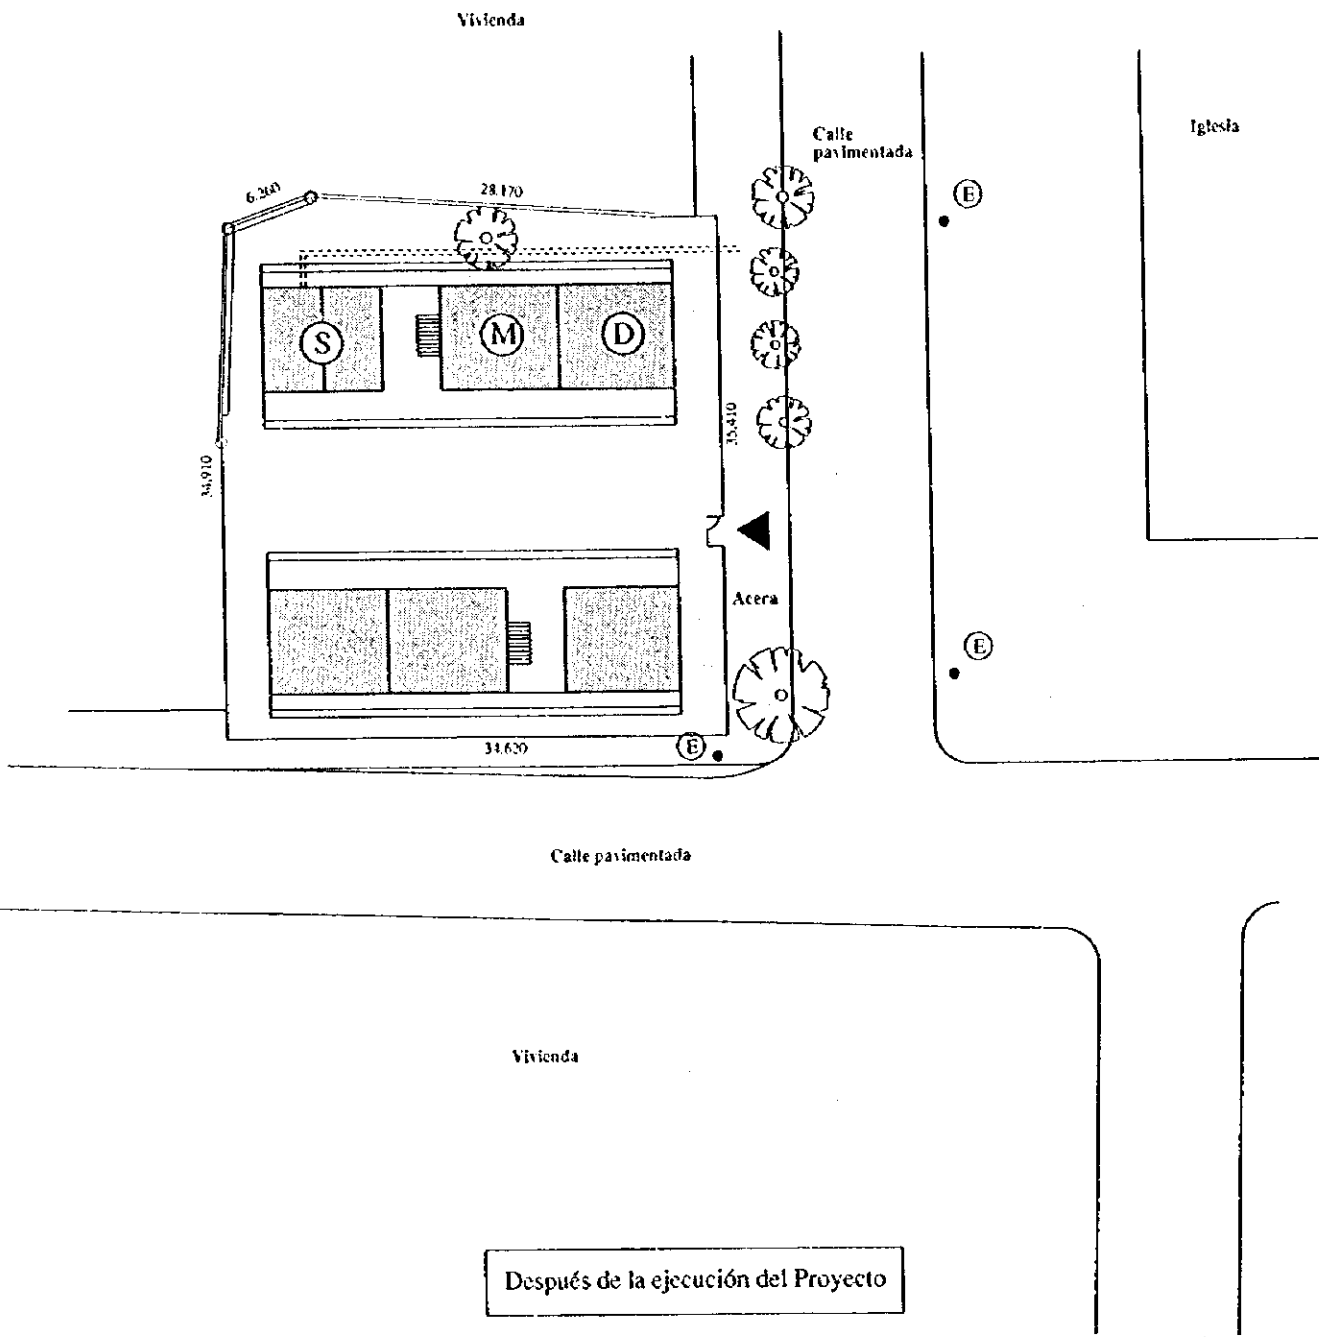 Vivienda
Calle
pavimentada
Iglesia
E
6.260
28.170
S
M
D
35.410
34.910
Acera
E
34.620
E
Calle pavimentada
Vivienda
Después de la ejecución del Proyecto